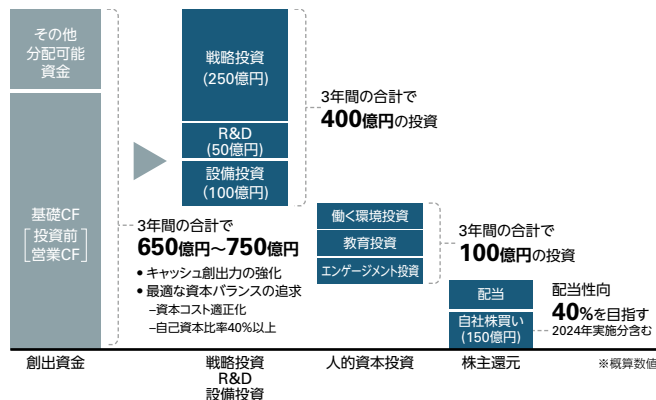 その他
分配可能
資金
基礎CF
投資前
営業CF
3年間の合計で
650億円～750億円
• キャッシュ創出力の強化
• 最適な資本バランスの追求
–資本コスト適正化
–自己資本比率40%以上
戦略投資
(250億円)
R&D
(50億円)
設備投資
(100億円)
3年間の合計で
400億円の投資
働く環境投資
教育投資
エンゲージメント投資
3年間の合計で
100億円の投資
配当
自社株買い
(150億円)
配当性向
40%を目指す
2024年実施分含む
創出資金
戦略投資
R&D
設備投資
人的資本投資
株主還元
※概算数値